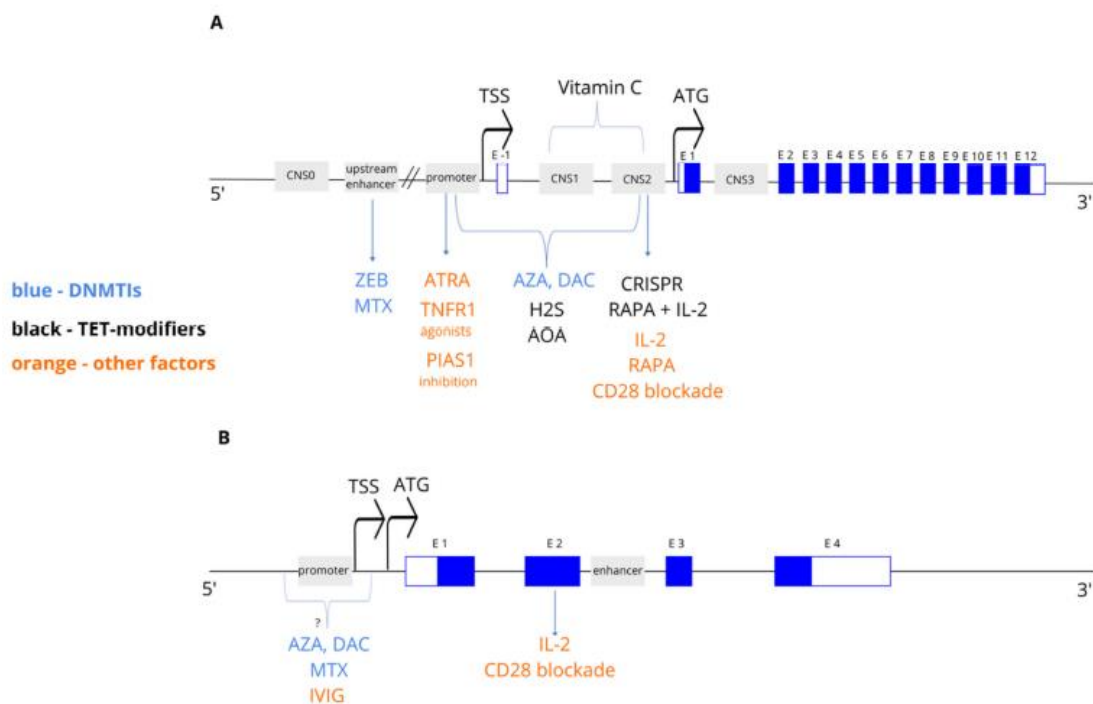 A
Vitamin C
TSS
ATG
E -1
E 1
E 2 E 3 E 4 E 5 E 6 E 7 E 8 E 9 E 10 E 11 E 12
CNS0
upstream
enhancer
promoter
CNS1
CNS2
CNS3
5'
3'
blue - DNMTIs
black - TET-modifiers
orange - other factors
ZEB
MTX
ATRA
TNFR1
agonists
PIAS1
inhibition
AZA, DAC
H2S
AŌA
CRISPR
RAPA + IL-2
IL-2
RAPA
CD28 blockade
B
TSS
ATG
E 1
E 2
E 3
E 4
promoter
enhancer
5'
3'
?
AZA, DAC
MTX
IVIG
IL-2
CD28 blockade